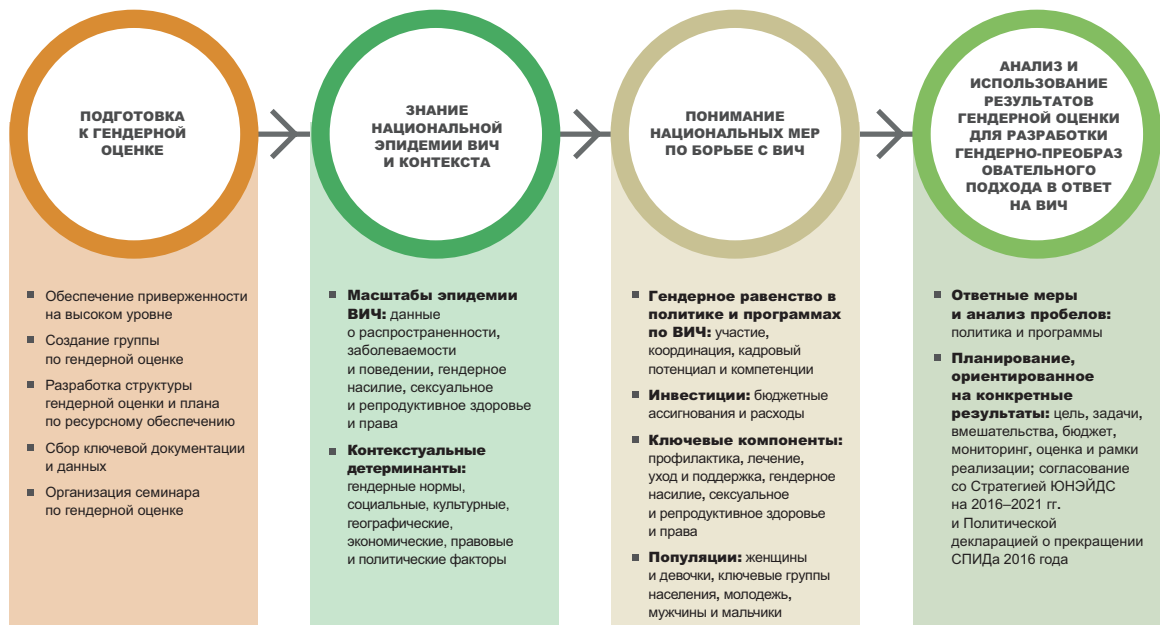 ПОДГОТОВКА
К ГЕНДЕРНОЙ
ОЦЕНКЕ
ЗНАНИЕ
НАЦИОНАЛЬНОЙ
ЭПИДЕМИИ ВИЧ
И КОНТЕКСТА
ПОНИМАНИЕ
НАЦИОНАЛЬНЫХ МЕР
ПО БОРЬБЕ С ВИЧ
АНАЛИЗ И
ИСПОЛЬЗОВАНИЕ
РЕЗУЛЬТАТОВ
ГЕНДЕРНОЙ ОЦЕНКИ
ДЛЯ РАЗРАБОТКИ
ГЕНДЕРНО-ПРЕОБРАЗ
ОВАТЕЛЬНОГО
ПОДХОДА В ОТВЕТ
НА ВИЧ
Обеспечение приверженности
на высоком уровне
Создание группы
по гендерной оценке
Разработка структуры
гендерной оценки и плана
по ресурсному обеспечению
Сбор ключевой документации
и данных
Организация семинара
по гендерной оценке
Масштабы эпидемии
ВИЧ: данные
о распространенности,
заболеваемости
и поведении, гендерное
насилие, сексуальное
и репродуктивное здоровье
и права
Контекстуальные
детерминанты:
гендерные нормы,
социальные, культурные,
географические,
экономические, правовые
и политические факторы
Гендерное равенство в
политике и программах
по ВИЧ: участие,
координация, кадровый
потенциал и компетенции
Инвестиции: бюджетные
ассигнования и расходы
Ключевые компоненты:
профилактика, лечение,
уход и поддержка, гендерное
насилие, сексуальное
и репродуктивное здоровье
и права
Популяции: женщины
и девочки, ключевые группы
населения, молодежь,
мужчины и мальчики
Ответные меры
и анализ пробелов:
политика и программы
Планирование,
ориентированное
на конкретные
результаты: цель, задачи,
вмешательства, бюджет,
мониторинг, оценка и рамки
реализации; согласование
со Стратегией ЮНЭЙДС
на 2016–2021 гг.
и Политической
декларацией о прекращении
СПИДа 2016 года